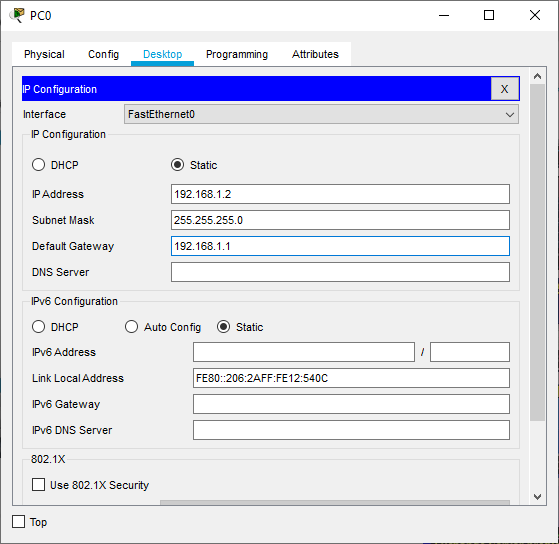 PC0
Physical Config Desktop Programming Attributes
IP Configuration X
Interface FastEthernet0
IP Configuration
DHCP Static
IP Address 192.168.1.2
Subnet Mask 255.255.255.0
Default Gateway 192.168.1.1
DNS Server
IPv6 Configuration
DHCP Auto Config Static
IPv6 Address /
Link Local Address FE80::206:2AFF:FE12:540C
IPv6 Gateway
IPv6 DNS Server
802.1X
Use 802.1X Security
Top